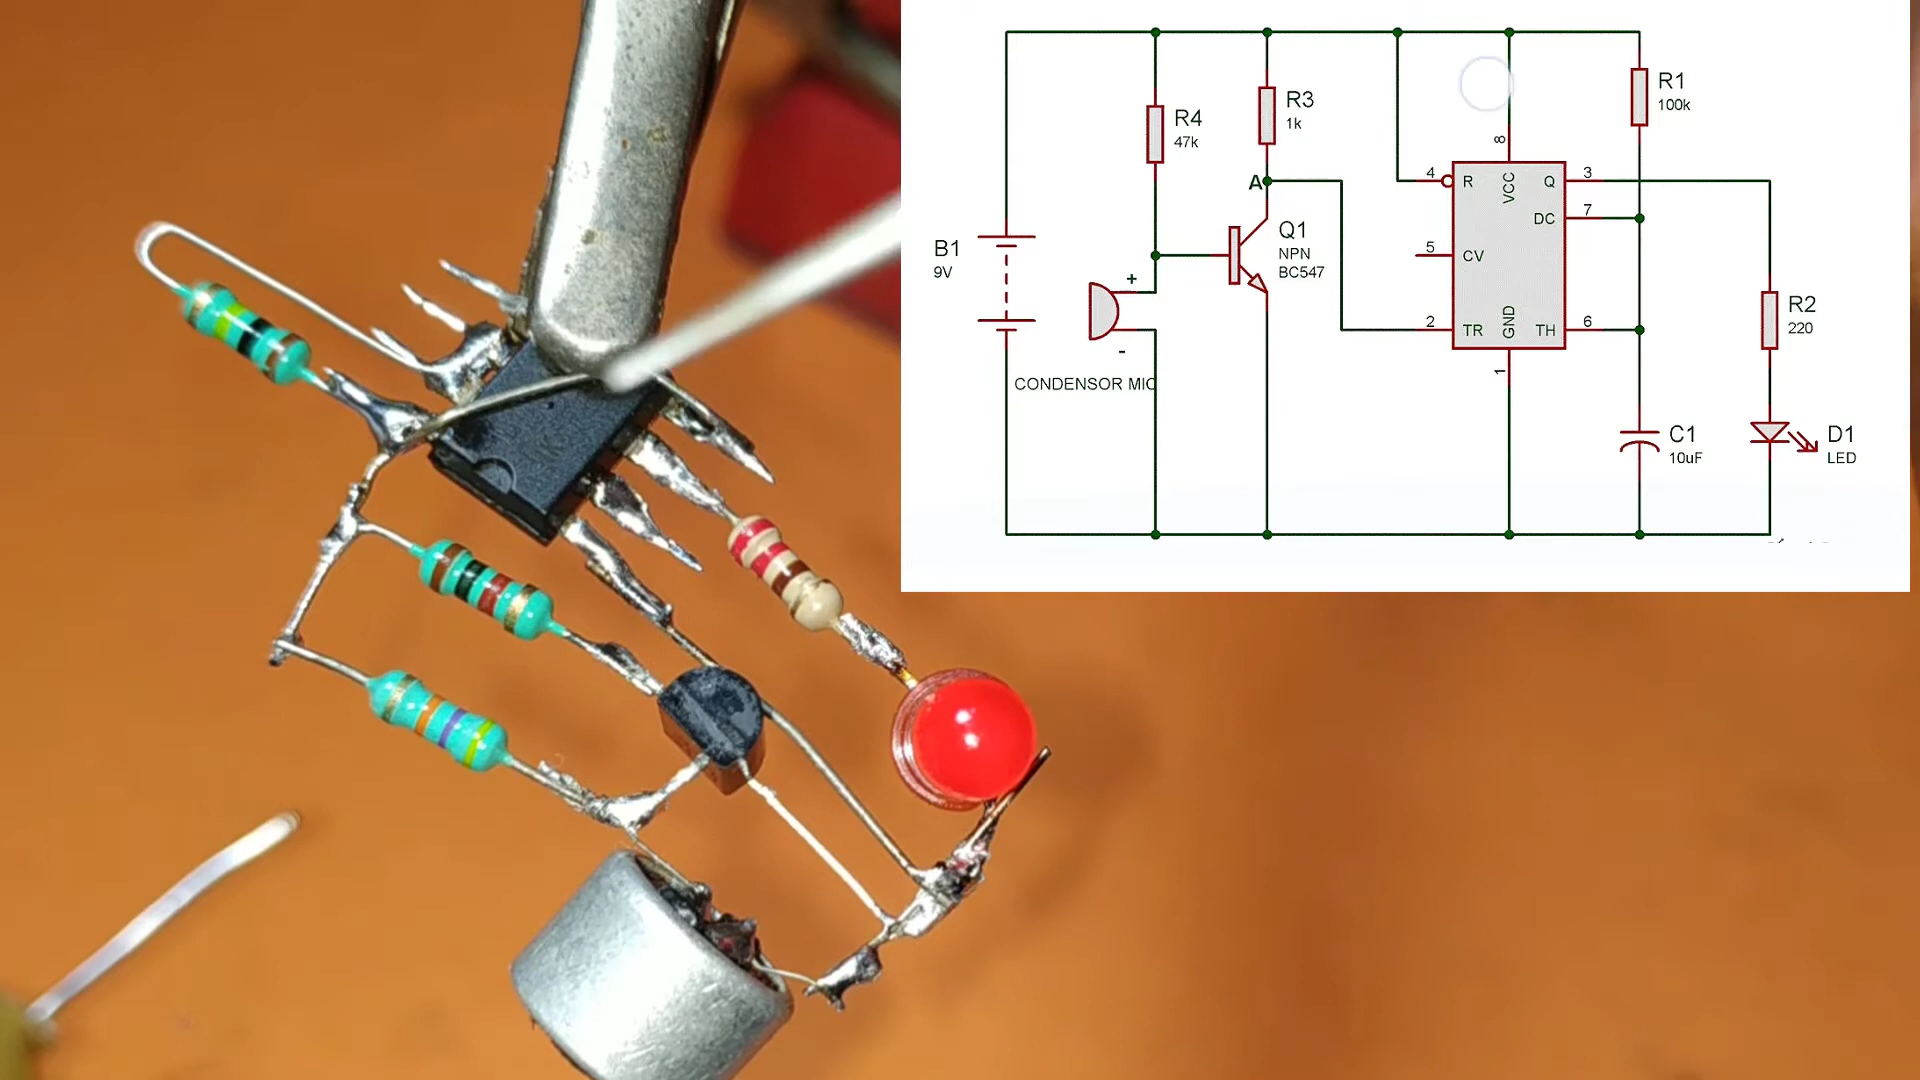 R1
100k
R4
47k
R3
1k
A
Q1
NPN
BC547
B1
9V
+
-
CONDENSOR MIC
8
4
R
VCC
Q
3
DC
7
5
CV
2
TR
GND
TH
6
1
R2
220
C1
10uF
D1
LED